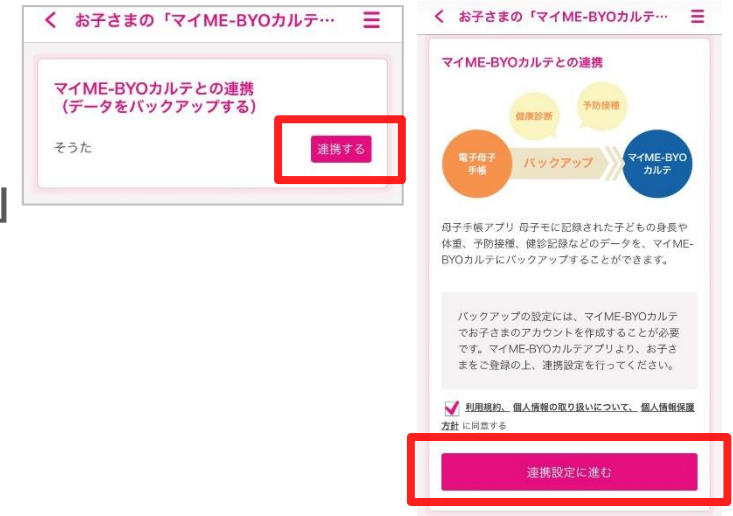 お子さまの「マイME-BYOカルテ…
マイME-BYOカルテとの連携
（データをバックアップする）
そうた
連携する
」
お子さまの「マイME-BYOカルテ…
マイME-BYOカルテとの連携
健康診断
予防接種
電子母子
手帳
バックアップ
マイME-BYO
カルテ
母子手帳アプリ 母子モに記録された子どもの身長や
体重、予防接種、健診記録などのデータを、マイME-
BYOカルテにバックアップすることができます。
バックアップの設定には、マイME-BYOカルテ
でお子さまのアカウントを作成することが必要
です。マイME-BYOカルテアプリより、お子さ
まをご登録の上、連携設定を行ってください。
利用規約、 個人情報の取り扱いについて、 個人情報保護
方針 に同意する
連携設定に進む